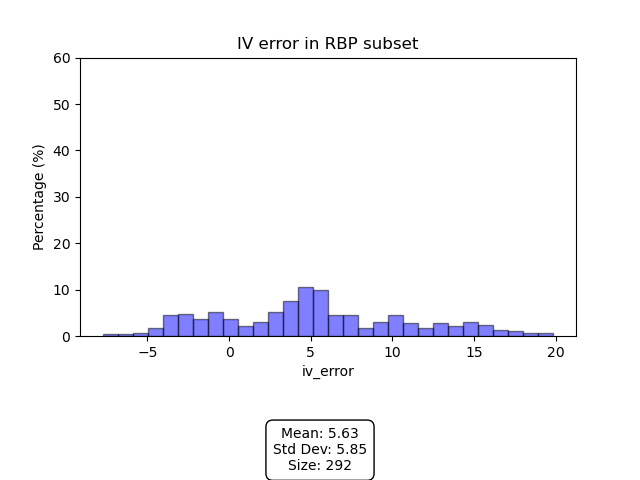 IV error in RBP subset
60
50
40
30
20
10
0
Percentage (%)
−5
0
5
10
15
20
iv_error
Mean: 5.63
Std Dev: 5.85
Size: 292